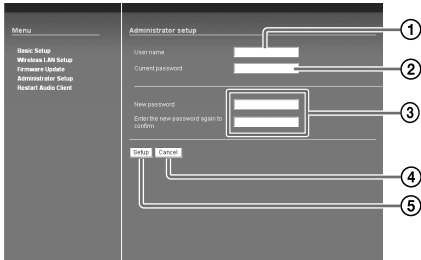 Menu
Basic Setup
Wireless LAN Setup
Firmware Update
Administrator Setup
Restart Audio Client
Administrator setup
User name
Current password
New password
Enter the new password again to
confirm
Setup Cancel
1
2
3
4
5